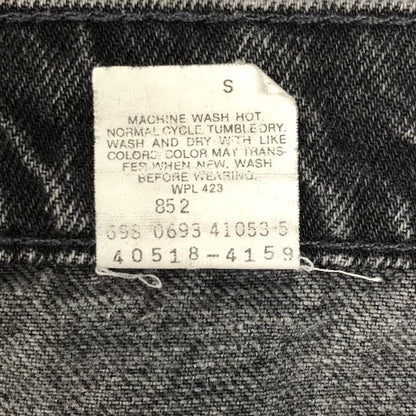 S
MACHINE WASH HOT
NORMAL CYCLE, TUMBLE DRY.
WASH AND DRY WITH LIKE
COLORS: COLOR MAY TRANS-
FER WHEN NEW. WASH
BEFORE WEARING.
WPL 423
852
0693 41053 5
40518-4159